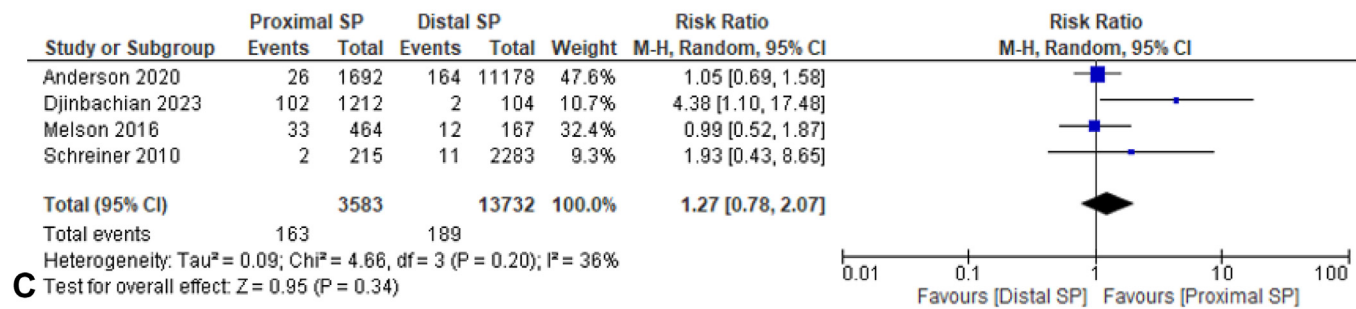 Proximal SP Distal SP Risk Ratio Risk Ratio
Study or Subgroup Events Total Events Total Weight M-H, Random, 95% CI M-H, Random, 95% CI
Anderson 2020 26 1692 164 11178 47.6% 1.05 [0.69, 1.58]
Djinbachian 2023 102 1212 2 104 10.7% 4.38 [1.10, 17.48]
Melson 2016 33 464 12 167 32.4% 0.99 [0.52, 1.87]
Schreiner 2010 2 215 11 2283 9.3% 1.93 [0.43, 8.65]
Total (95% CI) 3583 13732 100.0% 1.27 [0.78, 2.07]
Total events 163 189
Heterogeneity: Tau² = 0.09; Chi² = 4.66, df = 3 (P = 0.20); I² = 36%
C Test for overall effect: Z = 0.95 (P = 0.34)
0.01 0.1 1 10 100
Favours [Distal SP] Favours [Proximal SP]